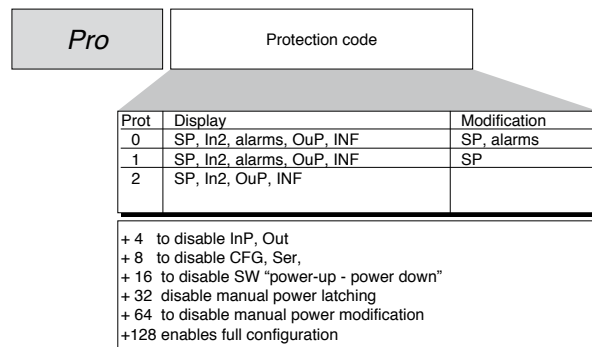 Pro
Protection code
Prot Display Modification
0 SP, In2, alarms, OuP, INF SP, alarms
1 SP, In2, alarms, OuP, INF SP
2 SP, In2, OuP, INF
+ 4 to disable InP, Out
+ 8 to disable CFG, Ser,
+ 16 to disable SW “power-up - power down”
+ 32 disable manual power latching
+ 64 to disable manual power modification
+128 enables full configuration